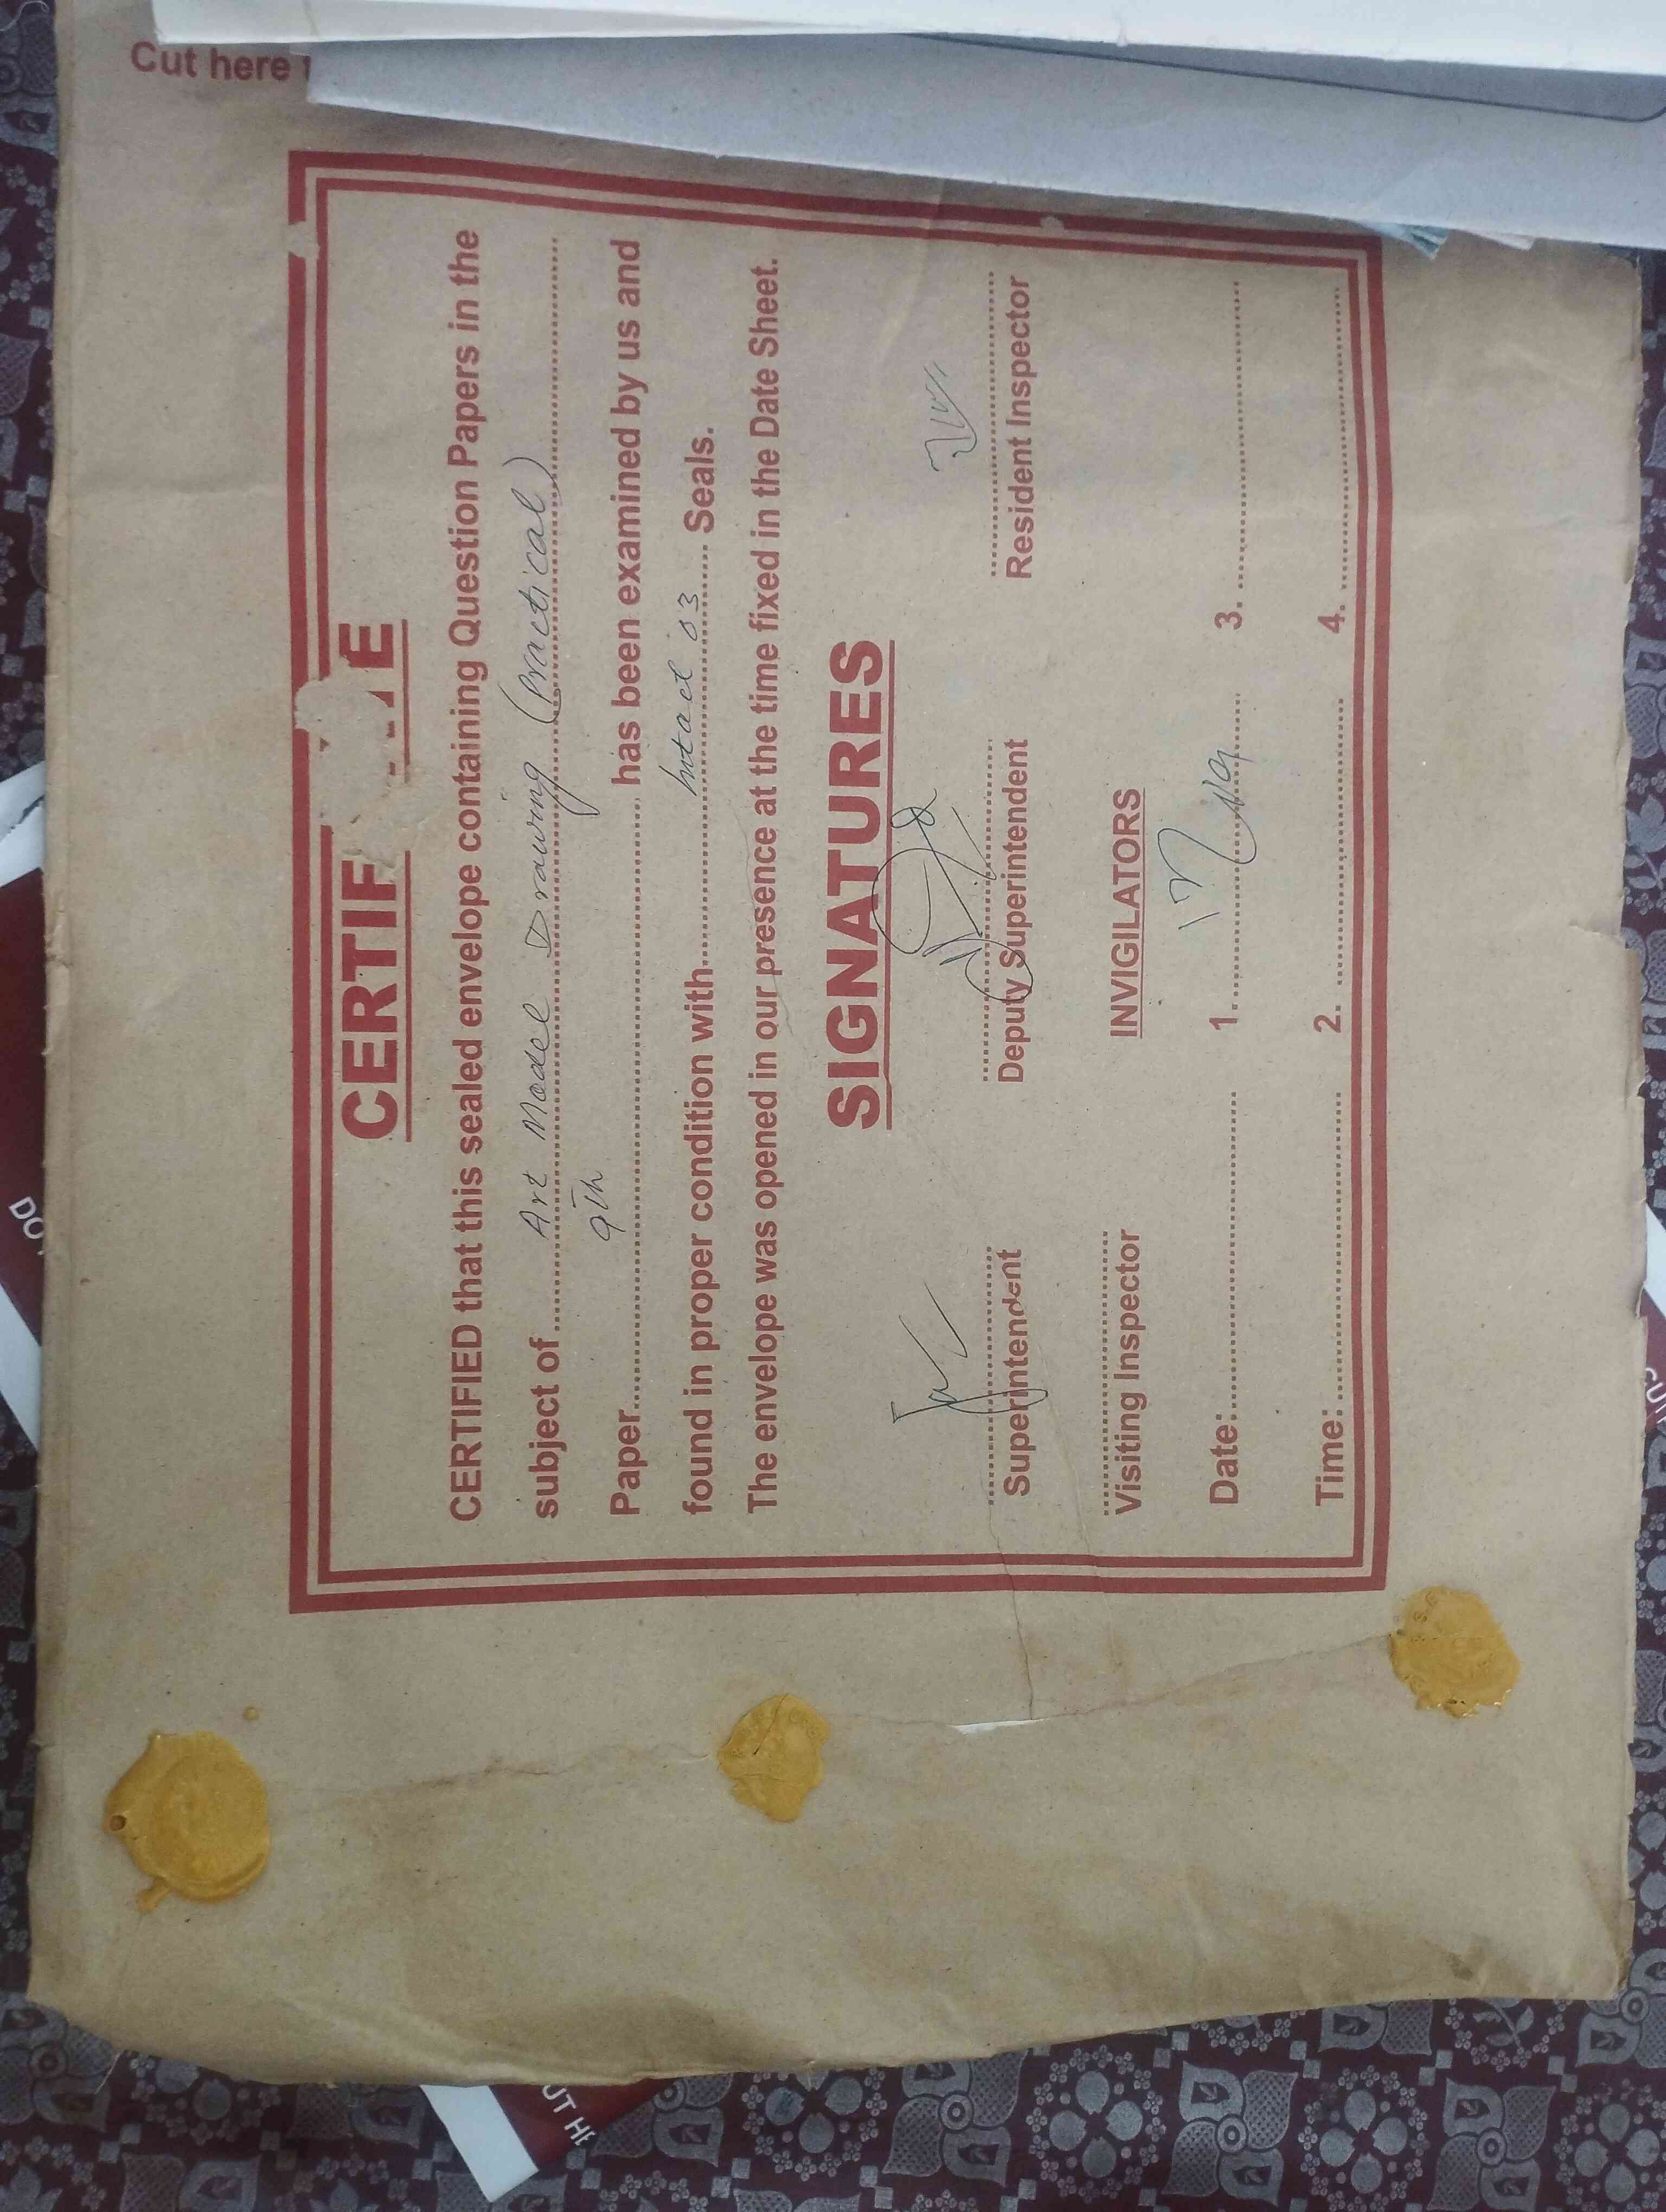 Cut here
CERTIF E
CERTIFIED that this sealed envelope containing Question Papers in the
subject of Art Model Drawing (Practical)
9th
Paper has been examined by us and
found in proper condition with intact 03 Seals.
The envelope was opened in our presence at the time fixed in the Date Sheet.
SIGNATURES
Superintendent Deputy Superintendent Resident Inspector
Visiting Inspector INVIGILATORS
Date: 1. 3.
Time: 2. 4.